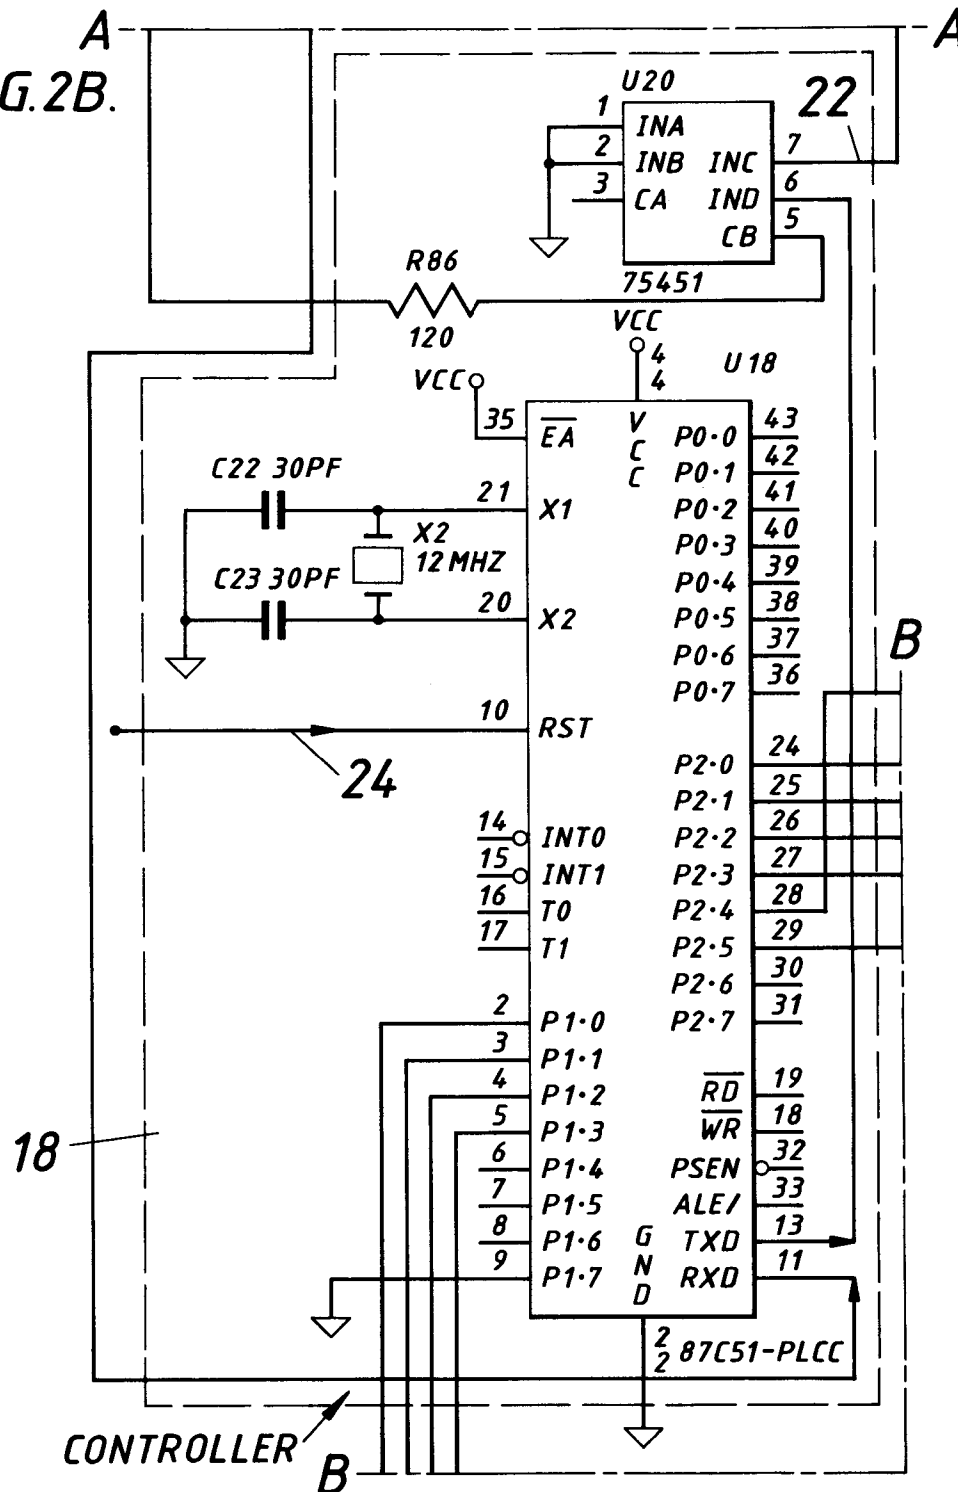 A A
G.2B.
U20
22
1 INA
2 INB INC 7
3 CA IND 6
CB 5
75451
R86
120
VCC
4
4
U18
VCC
35 EA VCC P0·0 43
P0·1 42
C22 30PF
21 X1 P0·2 41
P0·3 40
X2
12MHZ
P0·4 39
C23 30PF
20 X2 P0·5 38
P0·6 37
B
P0·7 36
10 RST
24
P2·0 24
P2·1 25
14 INT0 P2·2 26
15 INT1 P2·3 27
16 T0 P2·4 28
17 T1 P2·5 29
P2·6 30
2 P1·0 P2·7 31
3 P1·1
4 P1·2 RD 19
5 P1·3 WR 18
18
6 P1·4 PSEN 32
7 P1·5 ALE/ 33
8 P1·6 GND TXD 13
9 P1·7 RXD 11
2
2
87C51-PLCC
CONTROLLER
B